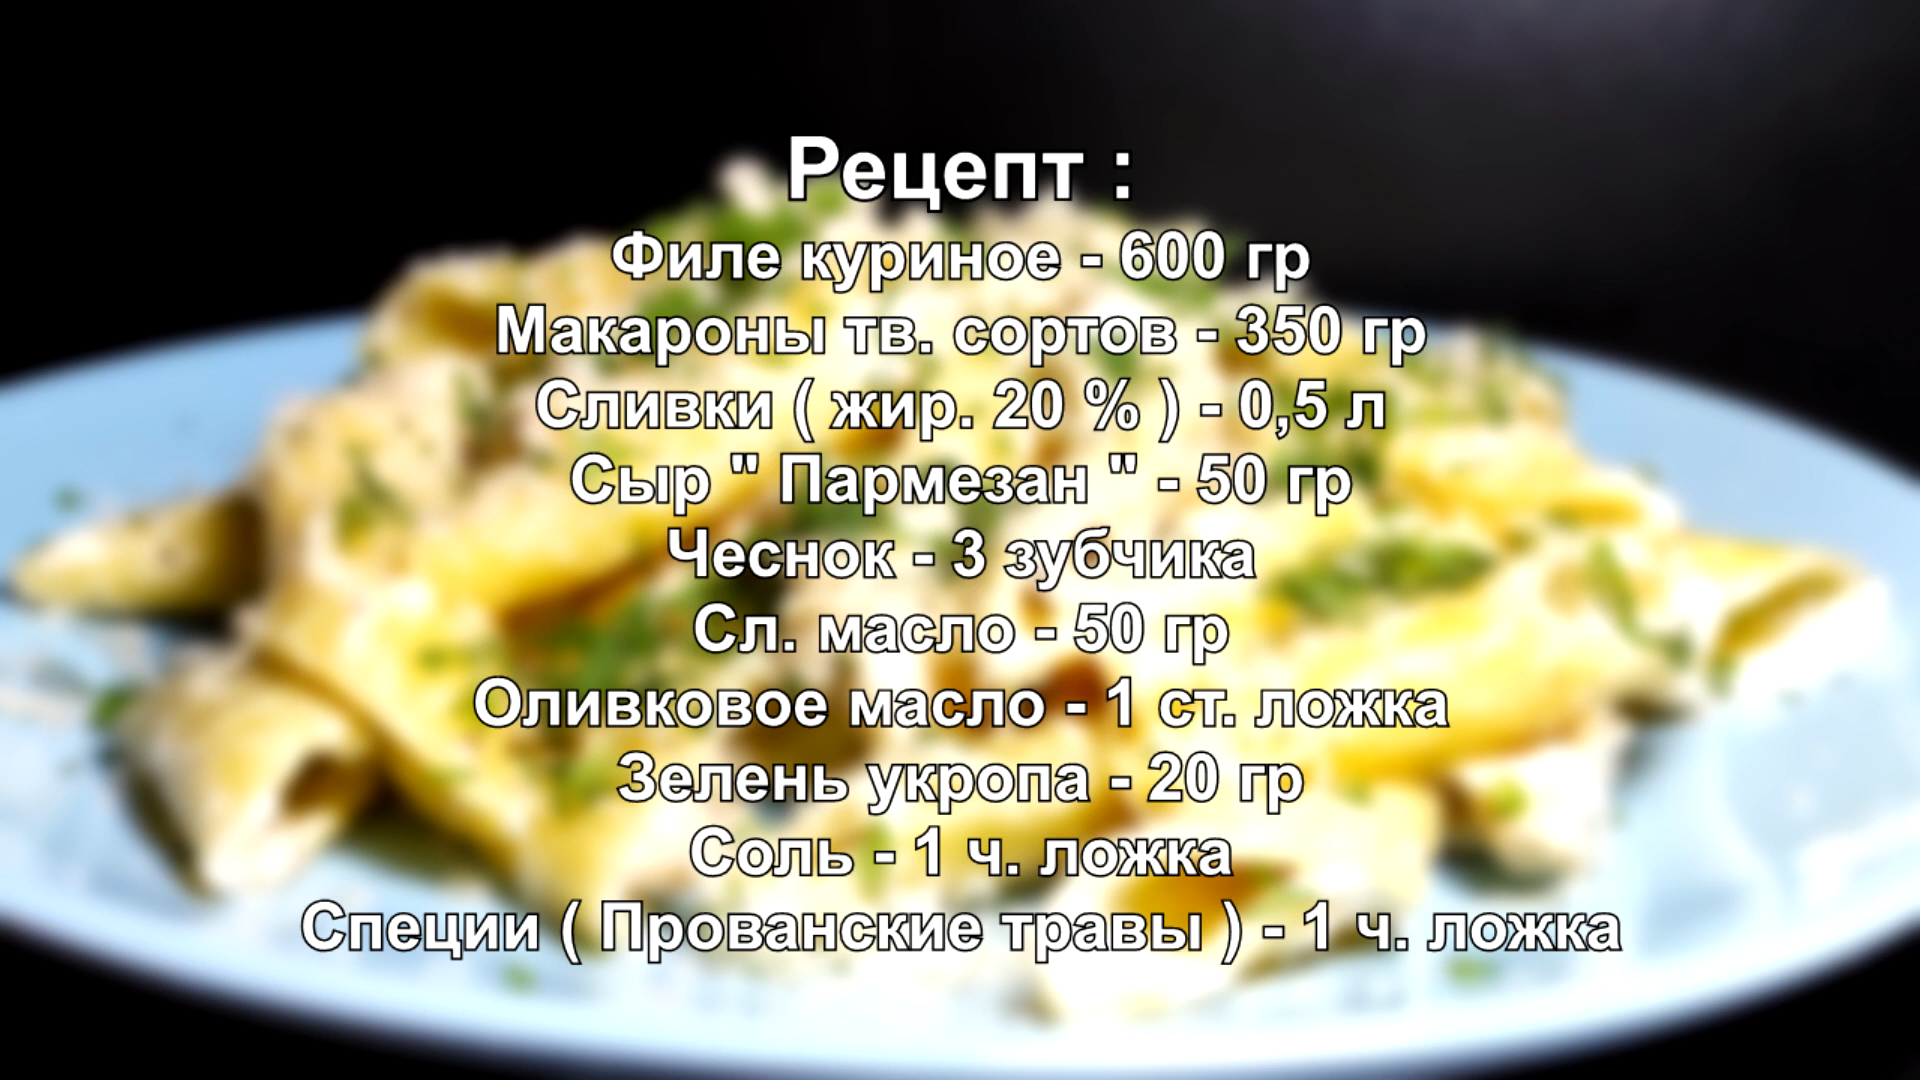 Рецепт :
Филе куриное - 600 гр
Макароны тв. сортов - 350 гр
Сливки ( жир. 20 % ) - 0,5 л
Сыр " Пармезан " - 50 гр
Чеснок - 3 зубчика
Сл. масло - 50 гр
Оливковое масло - 1 ст. ложка
Зелень укропа - 20 гр
Соль - 1 ч. ложка
Специи ( Прованские травы ) - 1 ч. ложка